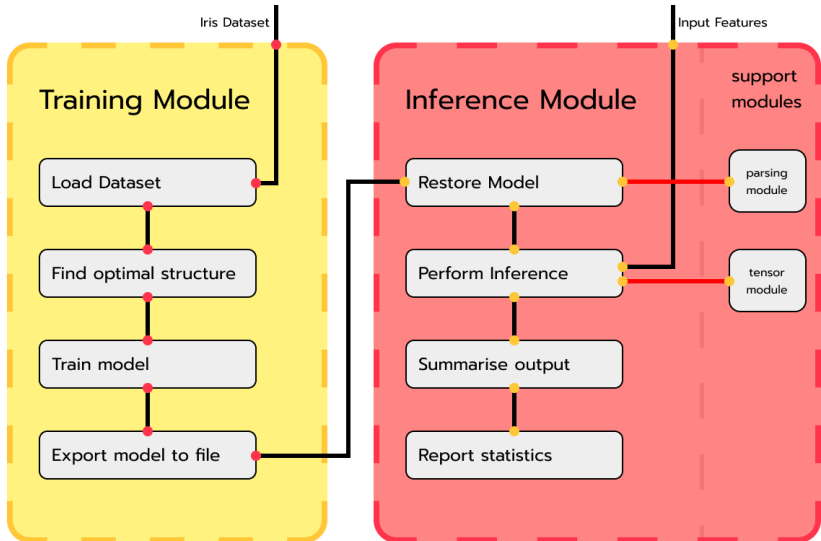 Iris Dataset
Input Features
Training Module
Load Dataset
Find optimal structure
Train model
Export model to file
Inference Module
Restore Model
Perform Inference
Summarise output
Report statistics
support
modules
parsing
module
tensor
module